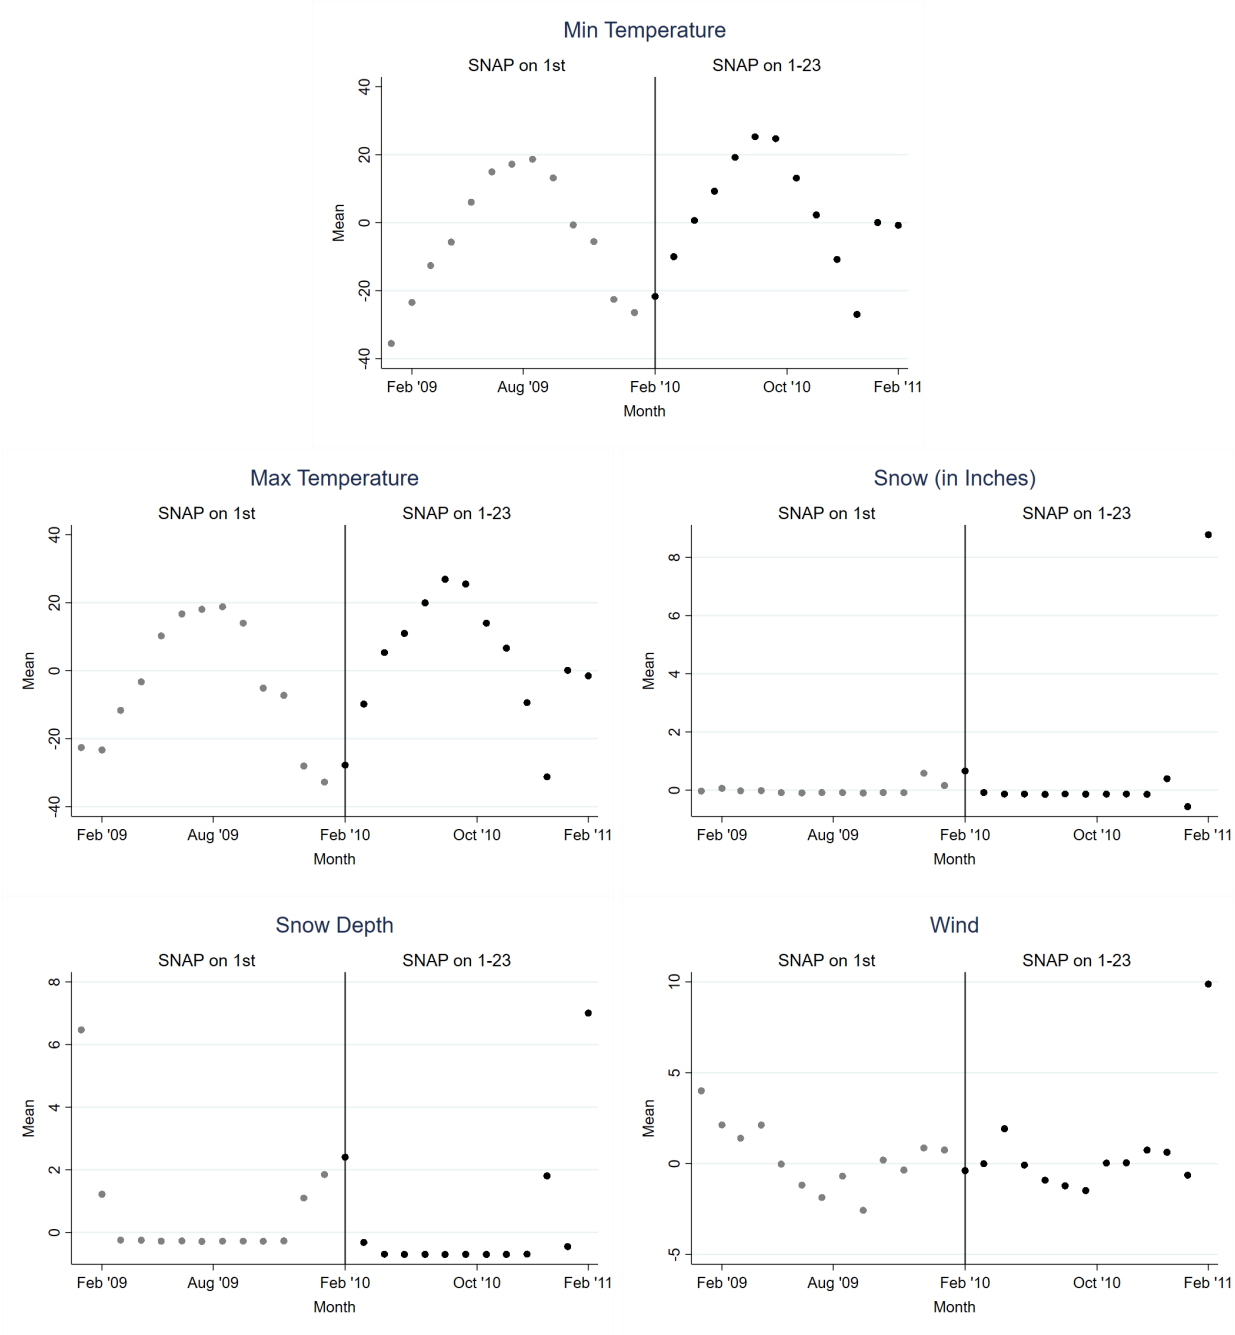 Min Temperature
SNAP on 1st SNAP on 1-23
40
20
0
-20
-40
Mean
Feb '09 Aug '09 Feb '10 Oct '10 Feb '11
Month
Max Temperature
SNAP on 1st SNAP on 1-23
40
20
0
-20
-40
Mean
Feb '09 Aug '09 Feb '10 Oct '10 Feb '11
Month
Snow (in Inches)
SNAP on 1st SNAP on 1-23
8
6
4
2
0
Mean
Feb '09 Aug '09 Feb '10 Oct '10 Feb '11
Month
Snow Depth
SNAP on 1st SNAP on 1-23
8
6
4
2
0
Mean
Feb '09 Aug '09 Feb '10 Oct '10 Feb '11
Month
Wind
SNAP on 1st SNAP on 1-23
10
5
0
-5
Mean
Feb '09 Aug '09 Feb '10 Oct '10 Feb '11
Month